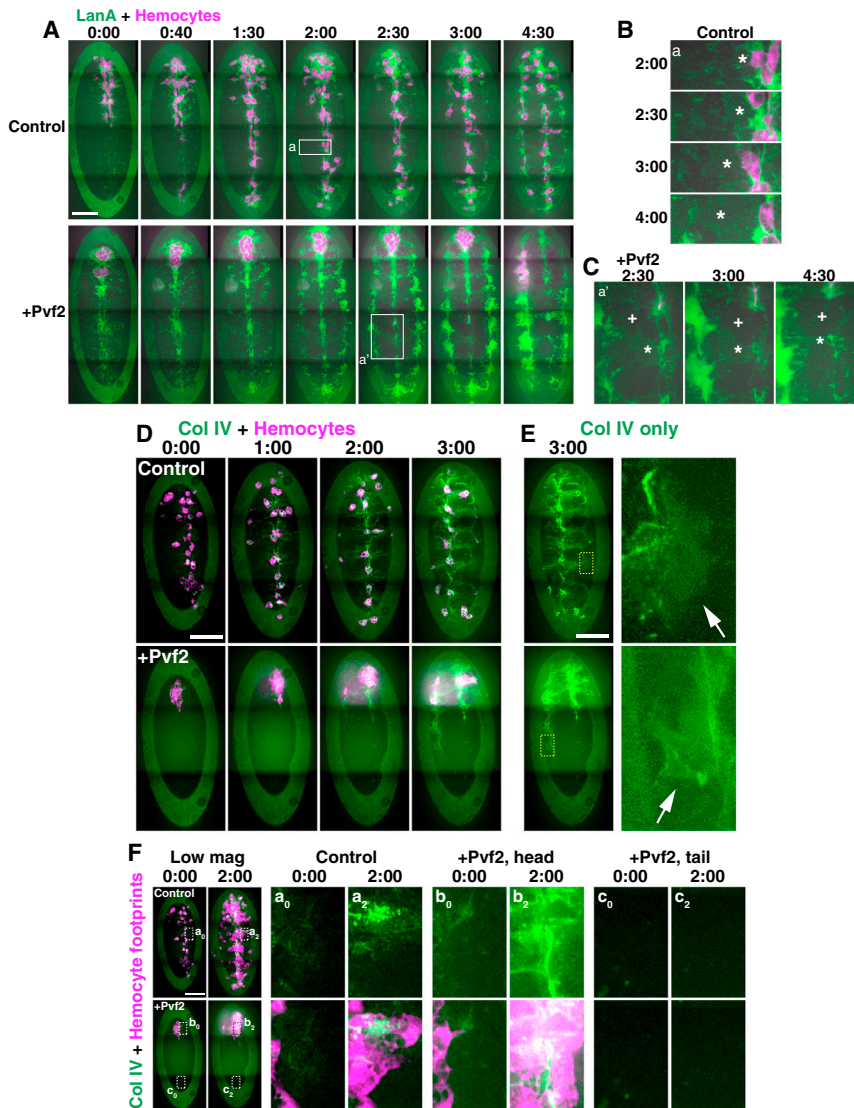 LanA + Hemocytes
A
0:00 0:40 1:30 2:00 2:30 3:00 4:30
Control
a
+Pvf2
a'
B
Control
a
2:00
*
2:30
*
3:00
*
4:00
*
C
+Pvf2
2:30 3:00 4:30
a'
+ + +
* * *
D
Col IV + Hemocytes
0:00 1:00 2:00 3:00
Control
+Pvf2
E
Col IV only
3:00
F
Col IV + Hemocyte footprints
Low mag Control +Pvf2, head +Pvf2, tail
0:00 2:00 0:00 2:00 0:00 2:00 0:00 2:00
Control
a0 a2
a0 a2 b0 b2 c0 c2
+Pvf2
b0 b2
c0 c2